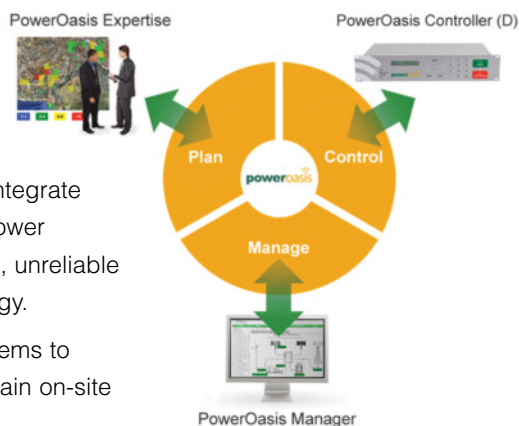 PowerOasis Expertise
PowerOasis Controller (D)
Plan
Control
poweroasis
Manage
ntegrate
ower
, unreliable
gy.
ems to
ain on-site
PowerOasis Manager